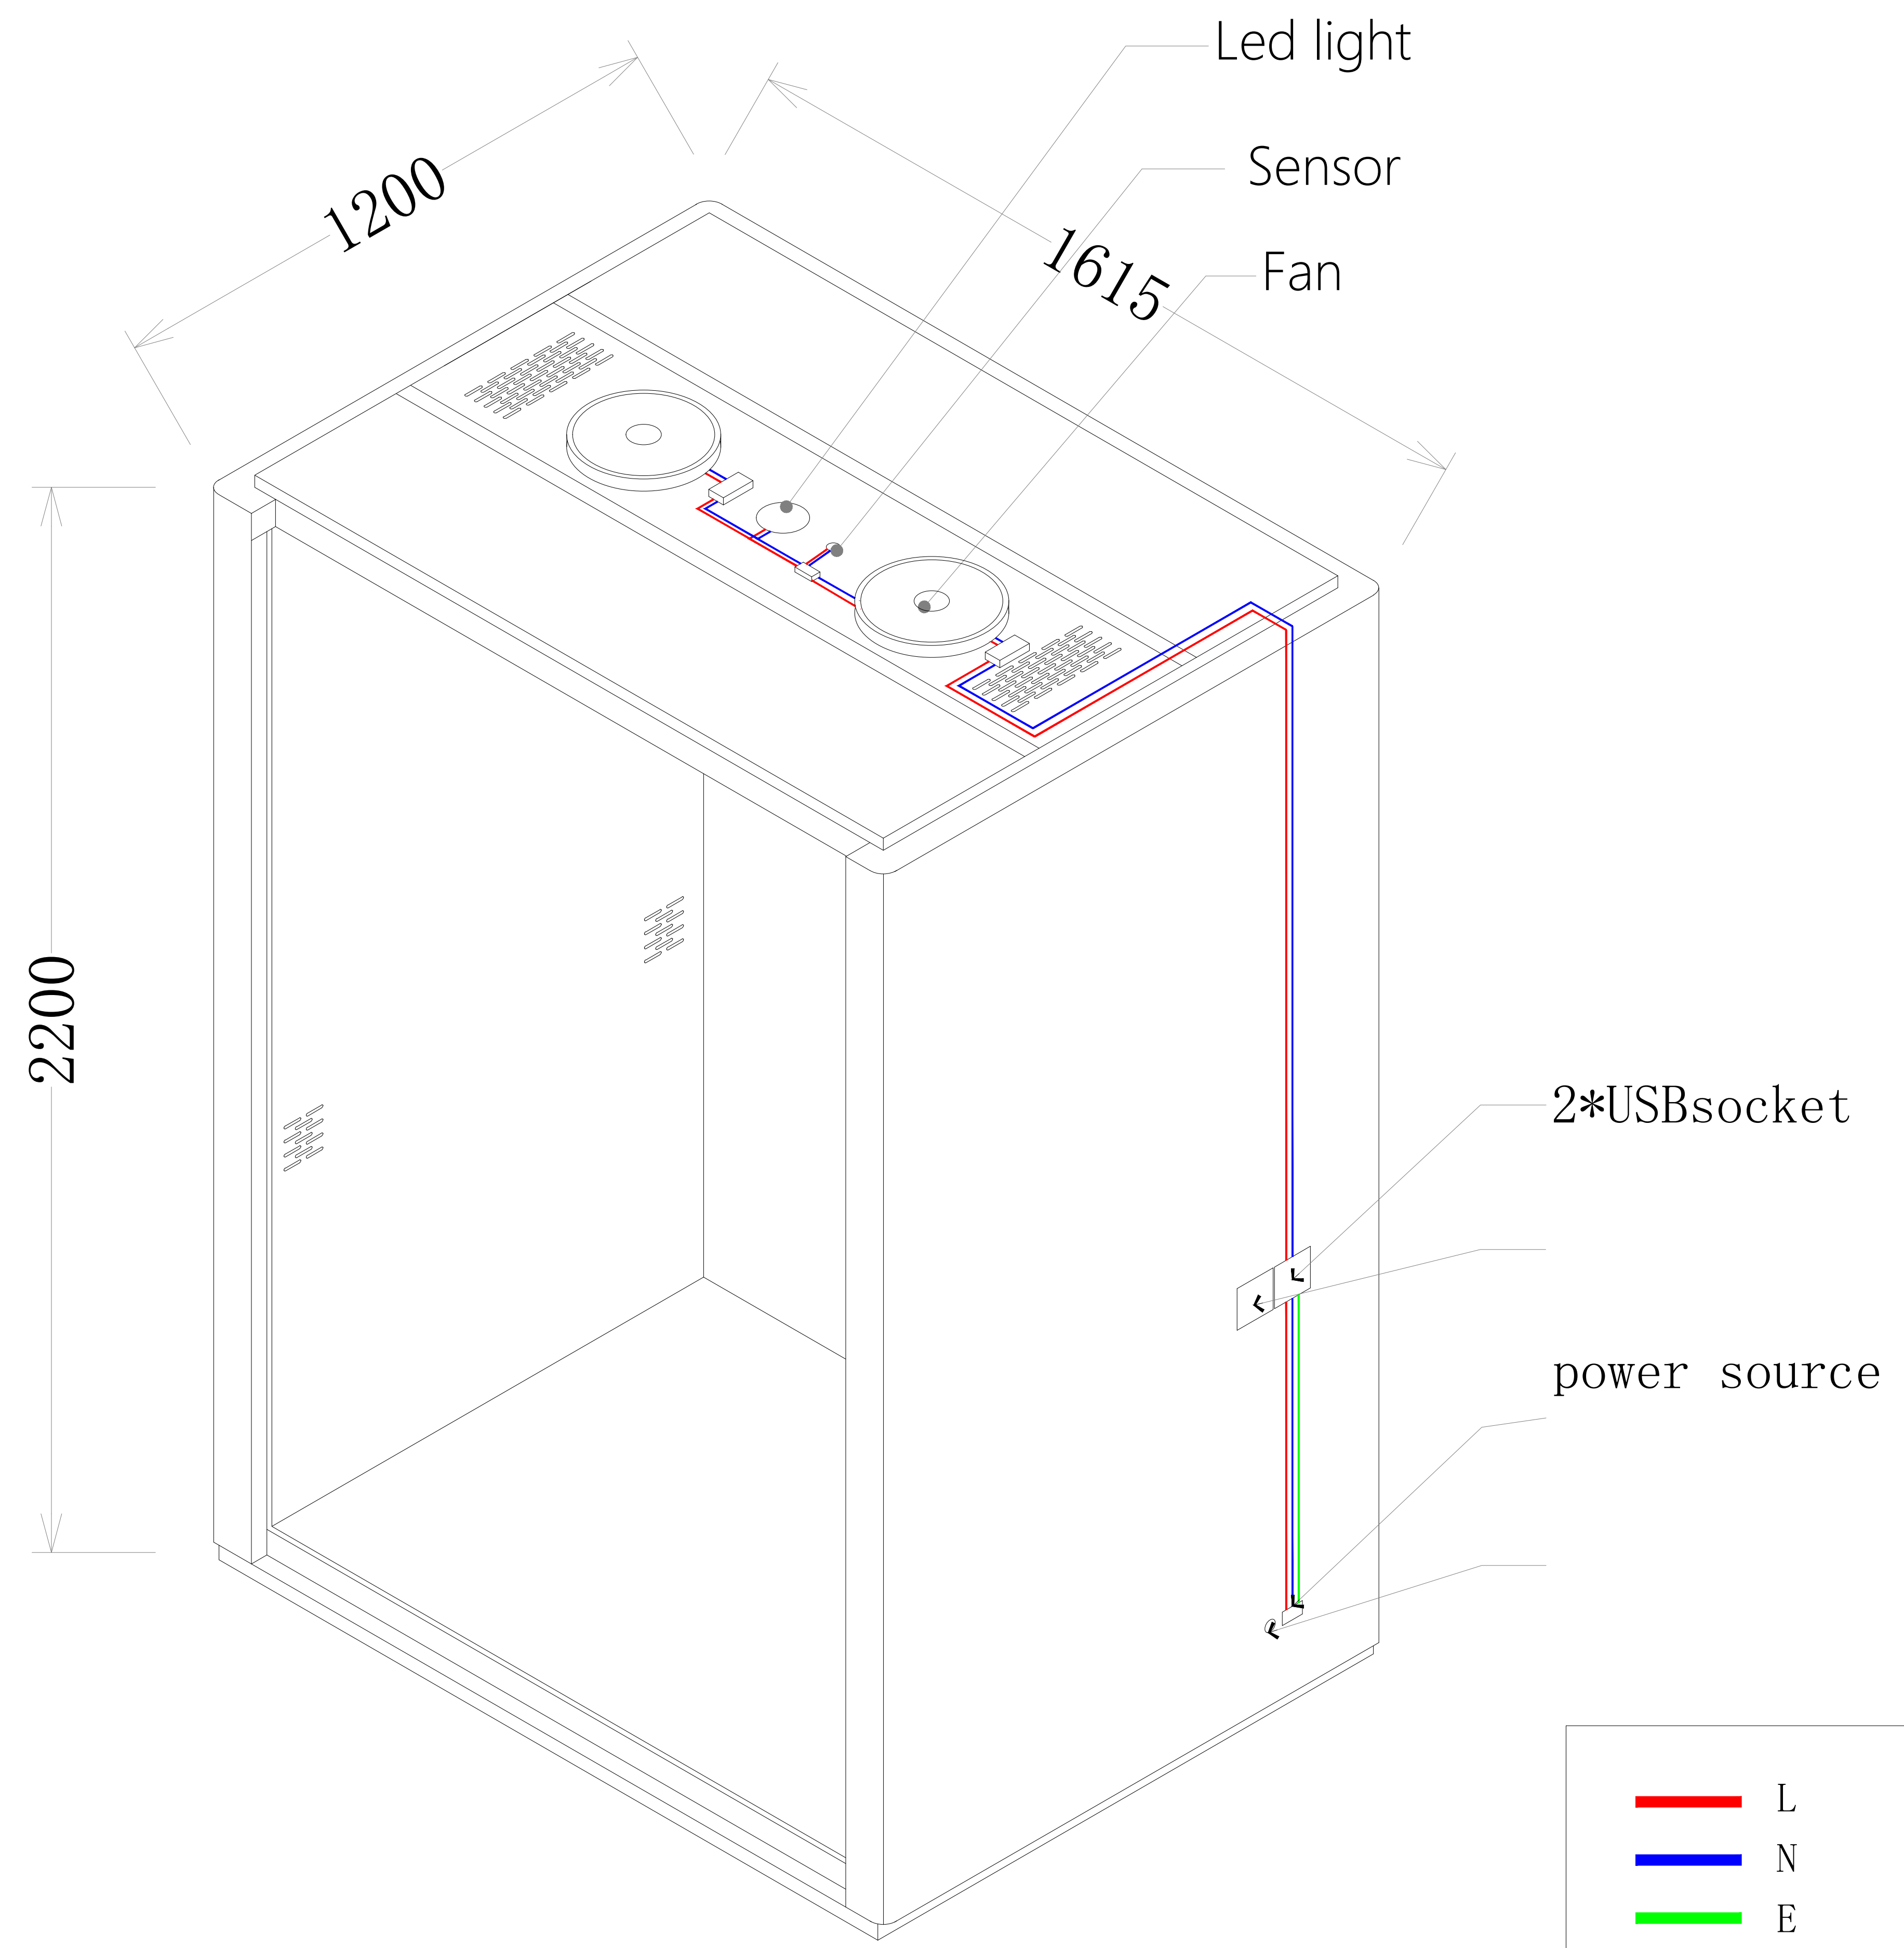 Led light
Sensor
1200
1615
Fan
2200
2*USBsocket
power source
L
N
E